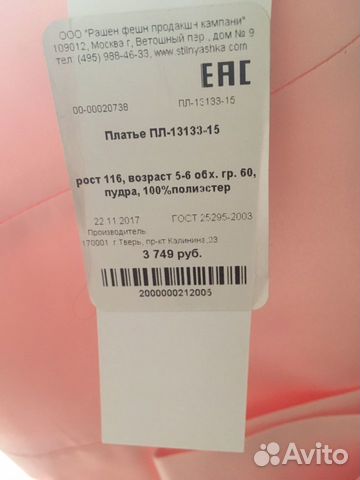 ООО "Рашен фешн продакшн кампани"
109012, Москва г, Ветошный пэр., дом № 9
тел. (495) 988-46-33, www.stilnyashka.com
EAC
00-00020738 ПЛ-13133-15
Платье ПЛ-13133-15
рост 116, возраст 5-6 обх. гр. 60,
пудра, 100%полиэстер
22.11.2017 ГОСТ 25295-2003
Производитель
170001 г.Тверь, пр-кт Калинина,23
3 749 руб.
2000000212005
Avito